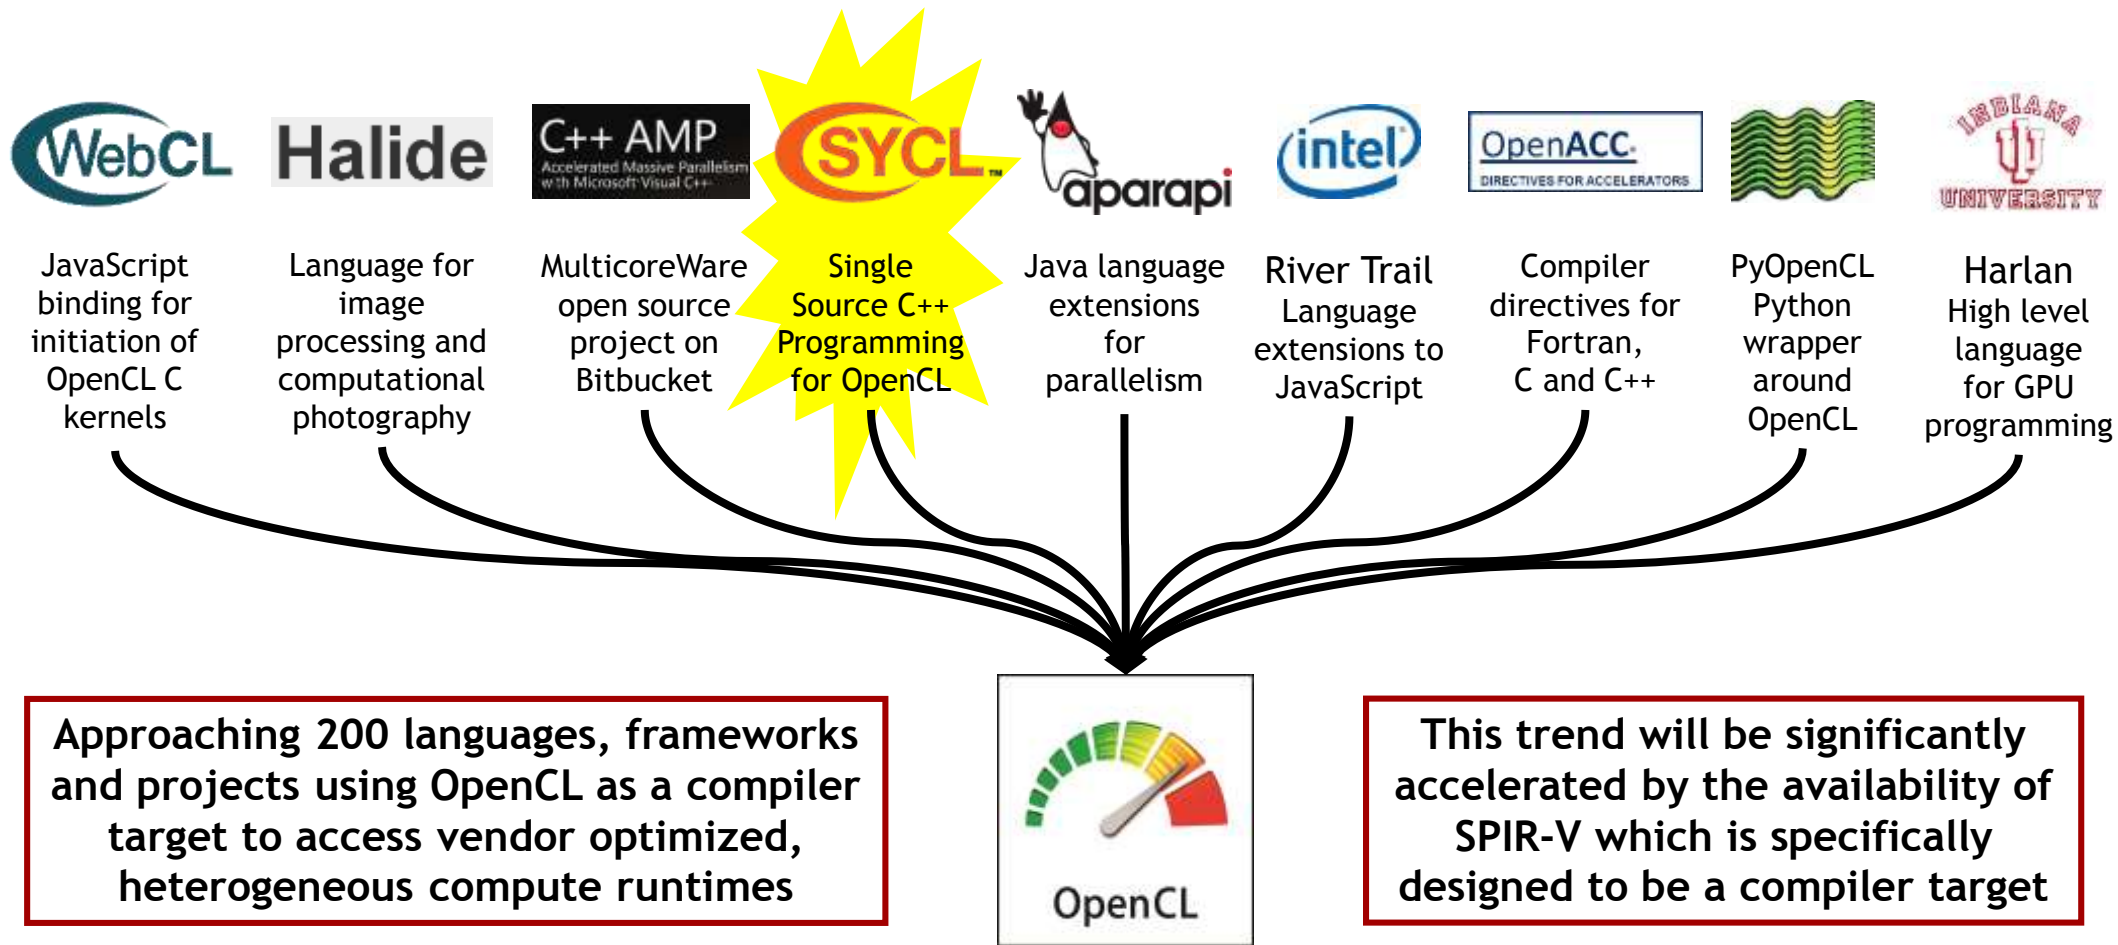 WebCL
JavaScript
binding for
initiation of
OpenCL C
kernels
Halide
Language for
image
processing and
computational
photography
C++ AMP
Accelerated Massive Parallelism
with Microsoft Visual C++
MulticoreWare
open source
project on
Bitbucket
SYCL™
Single
Source C++
Programming
for OpenCL
aparapi
Java language
extensions
for
parallelism
intel
River Trail
Language
extensions to
JavaScript
OpenACC.
DIRECTIVES FOR ACCELERATORS
Compiler
directives for
Fortran,
C and C++
PyOpenCL
Python
wrapper
around
OpenCL
INDIANA
IU
UNIVERSITY
Harlan
High level
language
for GPU
programming
Approaching 200 languages, frameworks
and projects using OpenCL as a compiler
target to access vendor optimized,
heterogeneous compute runtimes
OpenCL
This trend will be significantly
accelerated by the availability of
SPIR-V which is specifically
designed to be a compiler target